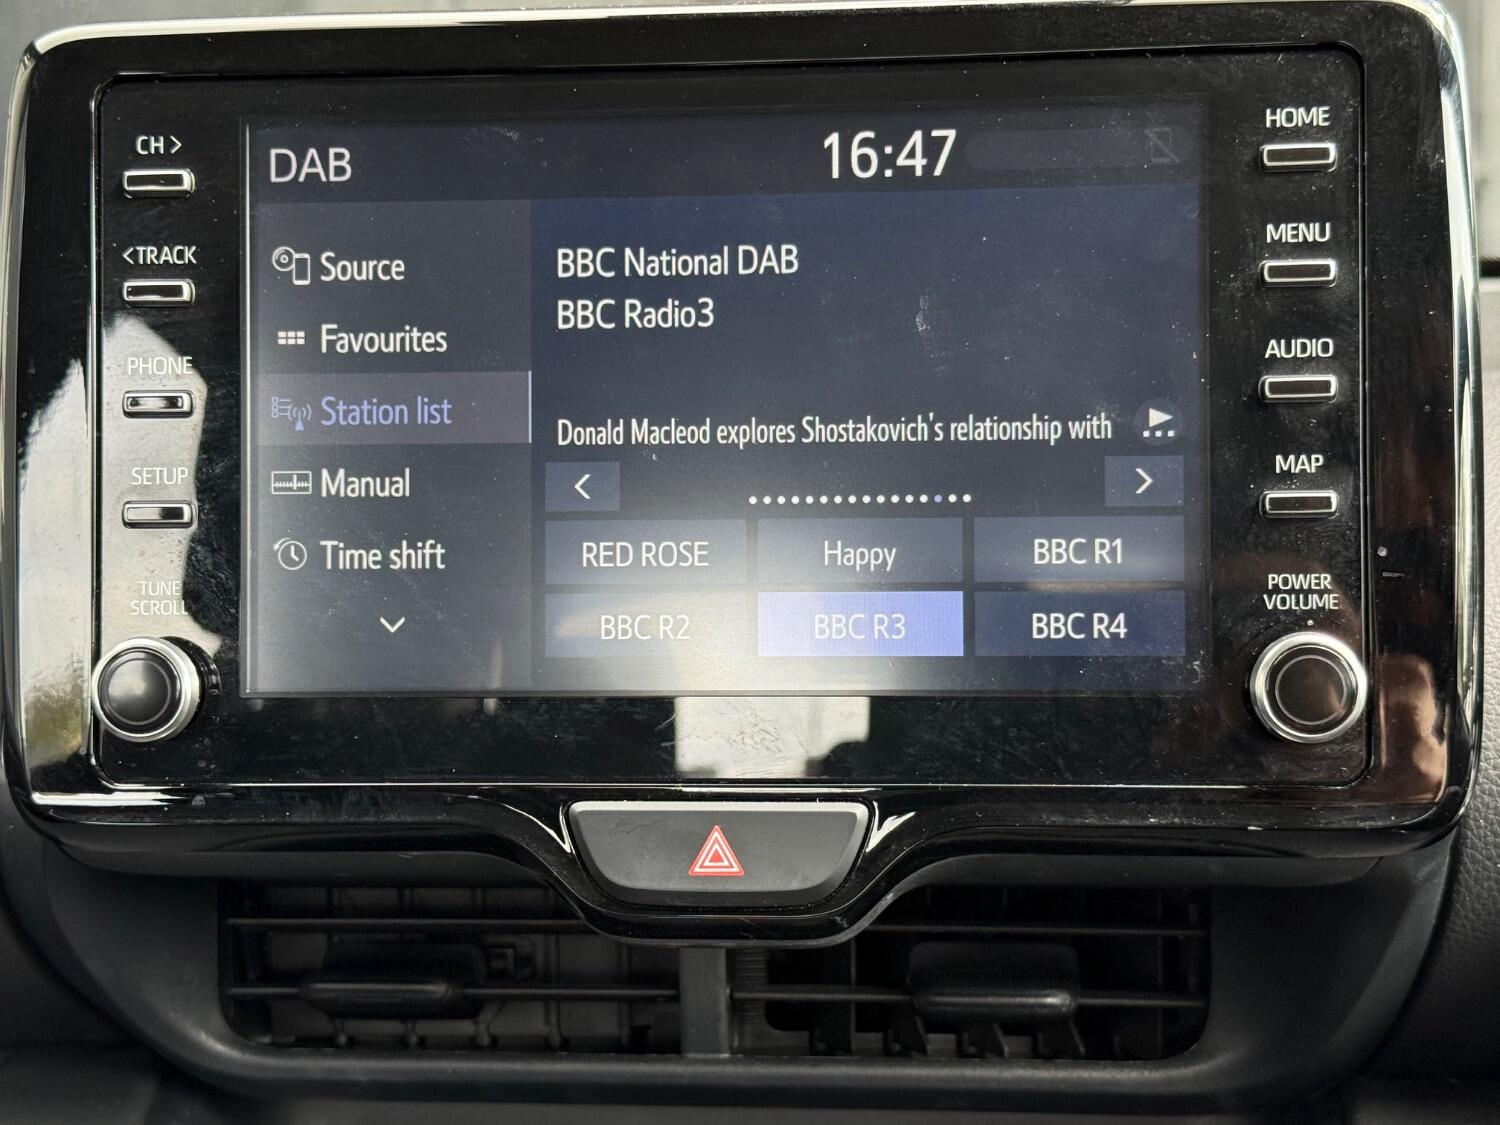 CH >
<TRACK
PHONE
SETUP
TUNE
SCROLL
DAB
16:47
Source
Favourites
Station list
Manual
Time shift
BBC National DAB
BBC Radio3
Donald Macleod explores Shostakovich's relationship with
RED ROSE
Happy
BBC R1
BBC R2
BBC R3
BBC R4
HOME
MENU
AUDIO
MAP
POWER
VOLUME